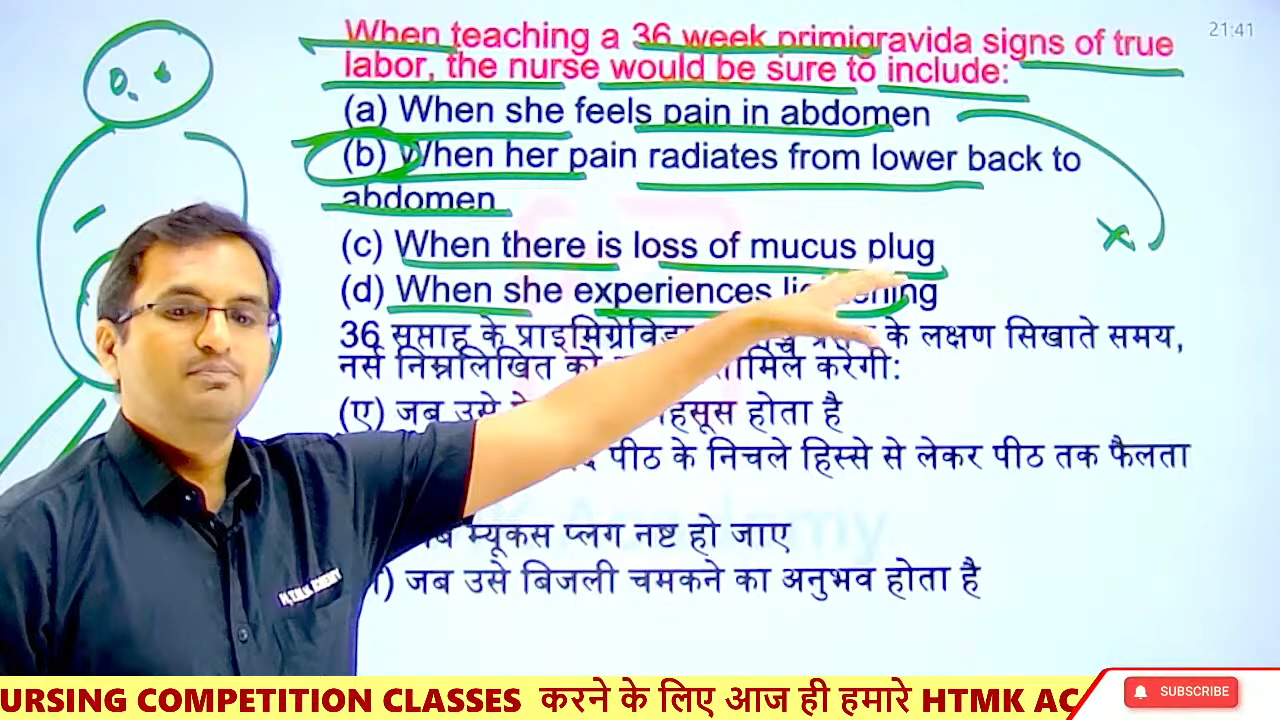 21:41
When teaching a 36 week primigravida signs of true
labor, the nurse would be sure to include:
(a) When she feels pain in abdomen
(b) When her pain radiates from lower back to
abdomen
(c) When there is loss of mucus plug
(d) When she experiences
36 सप्ताह के के लक्षण सिखाते समय,
नर्स निम्नलिखित को करेगी:
(ए) जब उसे होता है
पीठ के निचले हिस्से से लेकर पीठ तक फैलता
म्यूकस प्लग नष्ट हो जाए
जब उसे बिजली चमकने का अनुभव होता है
URSING COMPETITION CLASSES करने के लिए आज ही हमारे HTMK AC
SUBSCRIBE